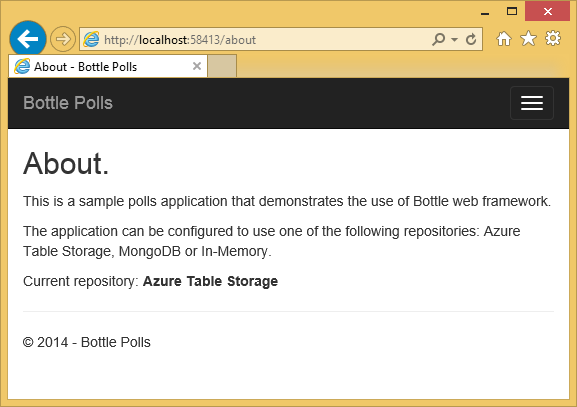 http://localhost:58413/about
About - Bottle Polls
Bottle Polls
About.
This is a sample polls application that demonstrates the use of Bottle web framework.
The application can be configured to use one of the following repositories: Azure
Table Storage, MongoDB or In-Memory.
Current repository: Azure Table Storage
© 2014 - Bottle Polls